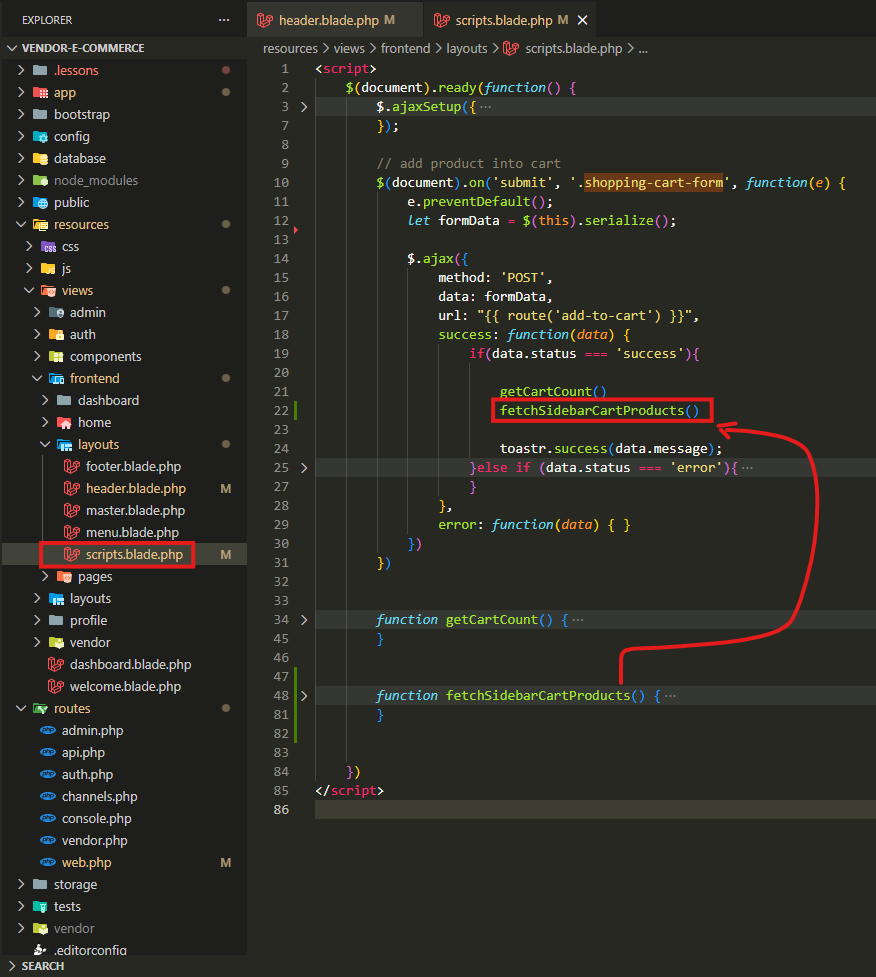 EXPLORER ···
VENDOR-E-COMMERCE
.lessons
app
bootstrap
config
database
node_modules
public
resources
css
js
views
admin
auth
components
frontend
dashboard
home
layouts
footer.blade.php
header.blade.php M
master.blade.php
menu.blade.php
scripts.blade.php M
pages
layouts
profile
vendor
dashboard.blade.php
welcome.blade.php
routes
admin.php
api.php
auth.php
channels.php
console.php
vendor.php
web.php M
storage
tests
vendor
.editorconfig
SEARCH
header.blade.php M scripts.blade.php M
resources > views > frontend > layouts > scripts.blade.php > ...
1 <script>
2 $(document).ready(function() {
3 $.ajaxSetup({ ···
7 });
8
9 // add product into cart
10 $(document).on('submit', '.shopping-cart-form', function(e) {
11 e.preventDefault();
12 let formData = $(this).serialize();
13
14 $.ajax({
15 method: 'POST',
16 data: formData,
17 url: "{{ route('add-to-cart') }}",
18 success: function(data) {
19 if(data.status === 'success'){
20
21 getCartCount()
22 fetchSidebarCartProducts()
23
24 toastr.success(data.message);
25 }else if (data.status === 'error'){ ···
27 }
28 },
29 error: function(data) { }
30 })
31 })
32
33
34 function getCartCount() { ···
45 }
46
47
48 function fetchSidebarCartProducts() { ···
81 }
82
83
84 })
85 </script>
86